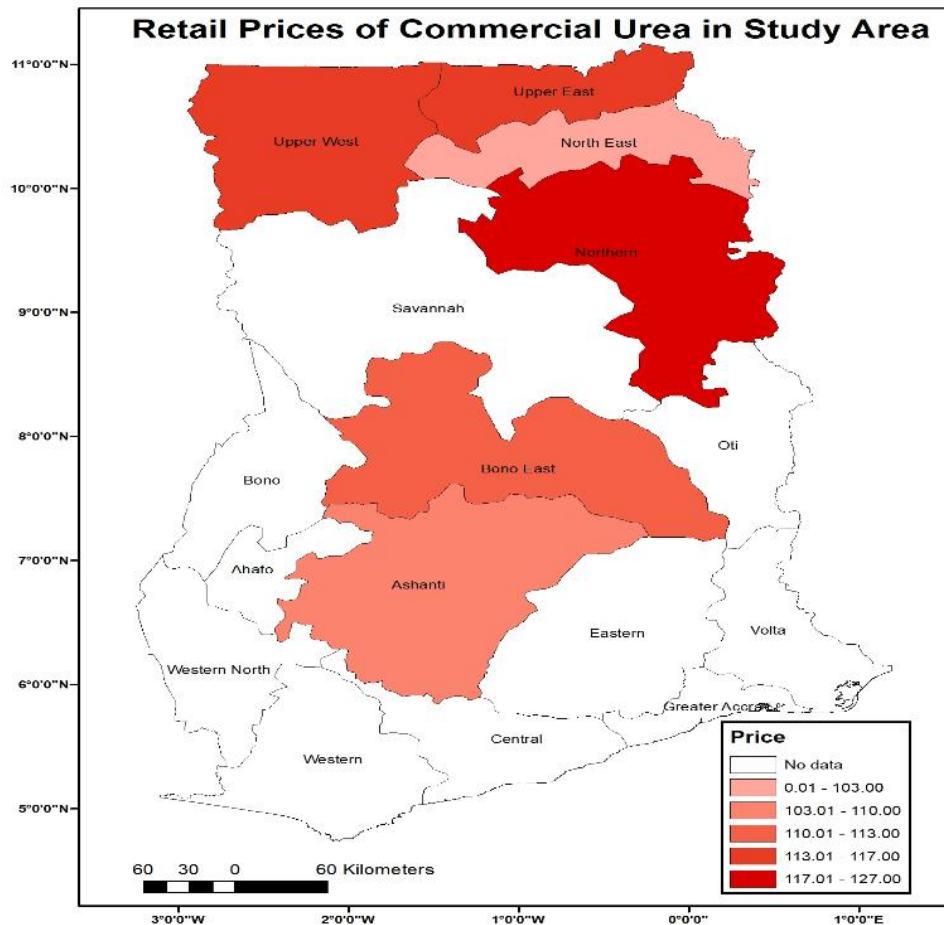 Retail Prices of Commercial Urea in Study Area
11°0'0"N
10°0'0"N
9°0'0"N
8°0'0"N
7°0'0"N
6°0'0"N
5°0'0"N
Upper East
Upper West
North East
Northern
Savannah
Oti
Bono East
Bono
Ahafo
Ashanti
Eastern
Volta
Western North
Greater Accra
Central
Western
Price
No data
0.01 - 103.00
103.01 - 110.00
110.01 - 113.00
113.01 - 117.00
117.01 - 127.00
60 30 0 60 Kilometers
3°0'0"W 2°0'0"W 1°0'0"W 0°0'0" 1°0'0"E